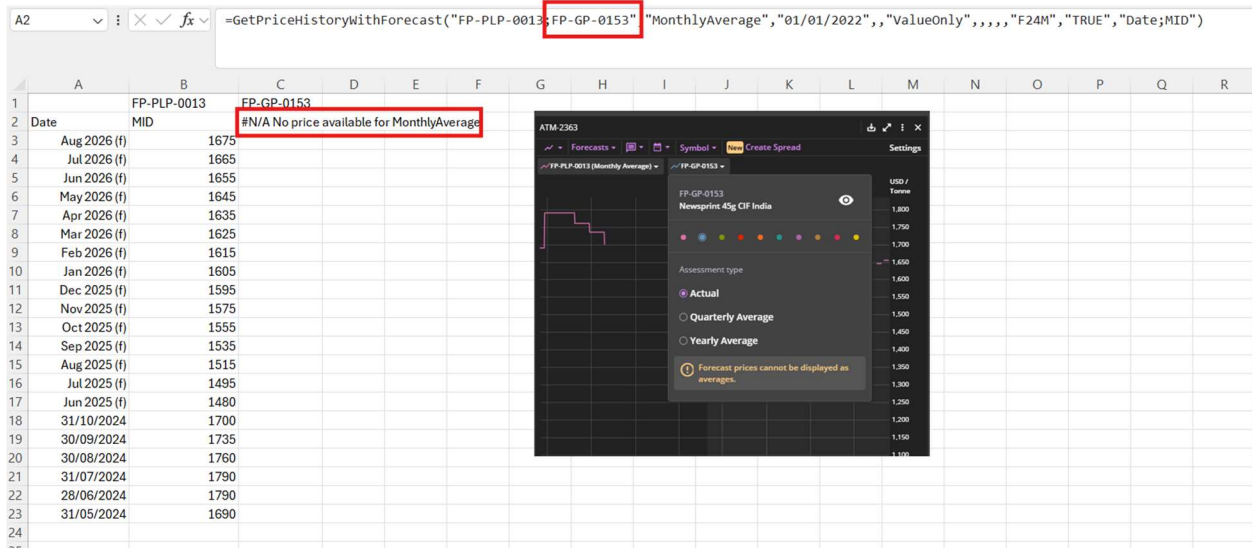 A2 fx =GetPriceHistoryWithForecast("FP-PLP-0013;FP-GP-0153","MonthlyAverage","01/01/2022",,"ValueOnly",,,,,"F24M","TRUE","Date;MID")
A B C D E F G H I J K L M N O P Q R
1 FP-PLP-0013 FP-GP-0153
2 Date MID #N/A No price available for MonthlyAverage
3 Aug 2026 (f) 1675
4 Jul 2026 (f) 1665
5 Jun 2026 (f) 1655
6 May 2026 (f) 1645
7 Apr 2026 (f) 1635
8 Mar 2026 (f) 1625
9 Feb 2026 (f) 1615
10 Jan 2026 (f) 1605
11 Dec 2025 (f) 1595
12 Nov 2025 (f) 1575
13 Oct 2025 (f) 1555
14 Sep 2025 (f) 1535
15 Aug 2025 (f) 1515
16 Jul 2025 (f) 1495
17 Jun 2025 (f) 1480
18 31/10/2024 1700
19 30/09/2024 1735
20 30/08/2024 1760
21 31/07/2024 1790
22 28/06/2024 1790
23 31/05/2024 1690
24
ATM-2363
Forecasts Symbol New Create Spread Settings
FP-PLP-0013 (Monthly Average) FP-GP-0153
USD /
Tonne
FP-GP-0153
Newsprint 45g CIF India
Assessment type
Actual
Quarterly Average
Yearly Average
Forecast prices cannot be displayed as
averages.
1,800
1,750
1,700
1,650
1,600
1,550
1,500
1,450
1,400
1,350
1,300
1,250
1,200
1,150
1,100